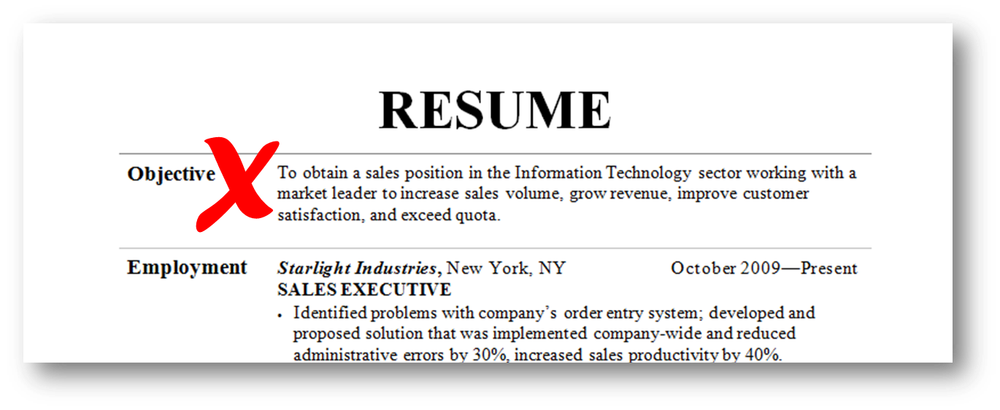 RESUME
Objective To obtain a sales position in the Information Technology sector working with a
market leader to increase sales volume, grow revenue, improve customer
satisfaction, and exceed quota.
Employment Starlight Industries, New York, NY October 2009—Present
SALES EXECUTIVE
• Identified problems with company’s order entry system; developed and
proposed solution that was implemented company-wide and reduced
administrative errors by 30%, increased sales productivity by 40%.